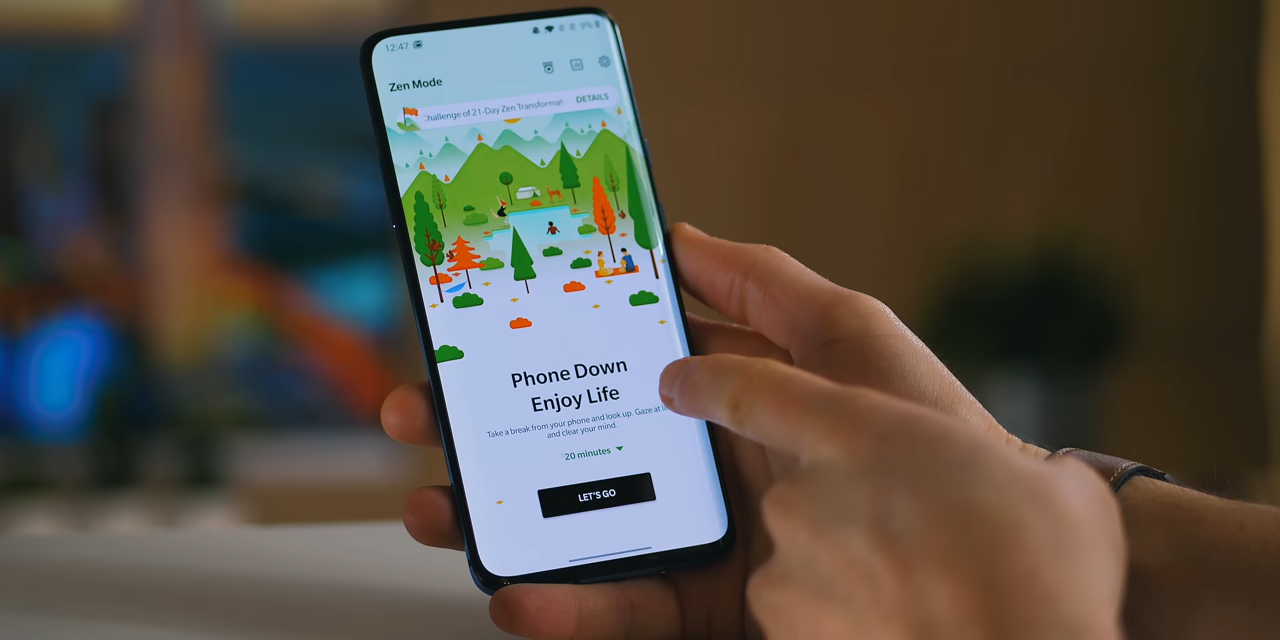 12:47
Zen Mode
Challenge of 21-Day Zen Transformat
DETAILS
Phone Down
Enjoy Life
Take a break from your phone and look up. Gaze at
and clear your mind.
20 minutes
LET'S GO